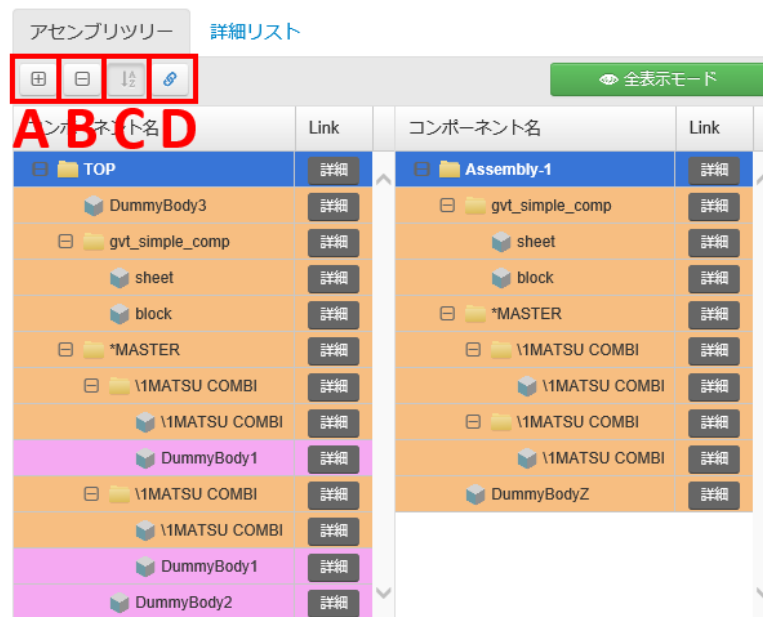 アセンブリツリー 詳細リスト
全表示モード
A B C D
コンポーネント名 Link コンポーネント名 Link
TOP 詳細 Assembly-1 詳細
DummyBody3 詳細 gvt_simple_comp 詳細
gvt_simple_comp 詳細 sheet 詳細
sheet 詳細 block 詳細
block 詳細 *MASTER 詳細
*MASTER 詳細 \1MATSU COMBI 詳細
\1MATSU COMBI 詳細 \1MATSU COMBI 詳細
\1MATSU COMBI 詳細 \1MATSU COMBI 詳細
DummyBody1 詳細 \1MATSU COMBI 詳細
\1MATSU COMBI 詳細 DummyBodyZ 詳細
\1MATSU COMBI 詳細
DummyBody1 詳細
DummyBody2 詳細